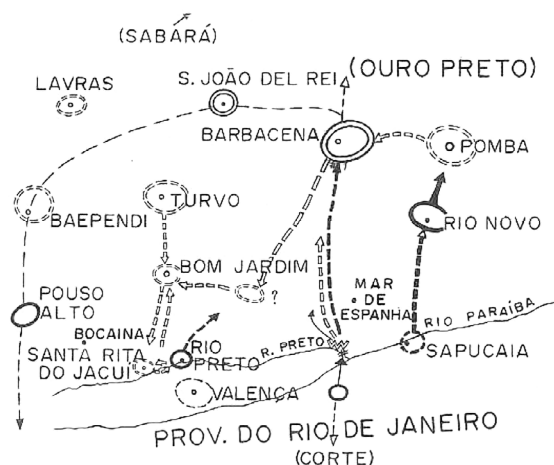 (SABARÁ)
LAVRAS
S. JOÃO DEL REI
(OURO PRETO)
BARBACENA
POMBA
TURVO
BAEPENDI
RIO NOVO
BOM JARDIM
?
MAR
DE
ESPANHA
POUSO
ALTO
BOCAINA
RIO PARAÍBA
SANTA RITA
DO JACUÍ
RIO
PRETO
R. PRETO
SAPUCAIA
VALENÇA
PROV. DO RIO DE JANEIRO
(CORTE)